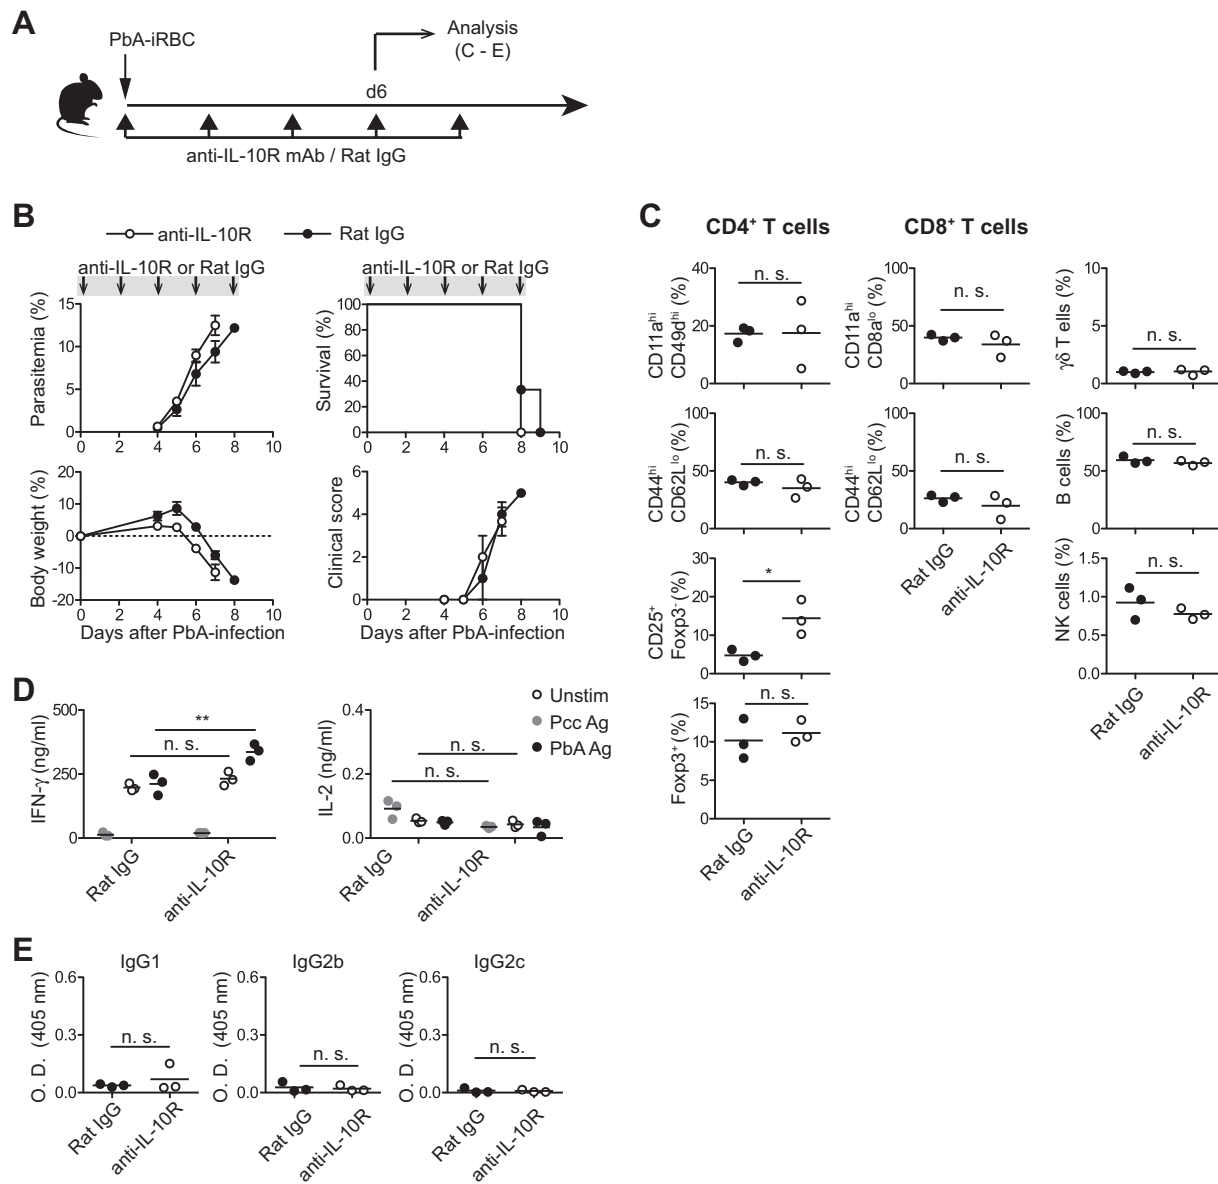 A
PbA-iRBC
Analysis
(C - E)
d6
anti-IL-10R mAb / Rat IgG
B
anti-IL-10R
Rat IgG
anti-IL-10R or Rat IgG
Parasitemia (%)
15
10
5
0
0 2 4 6 8 10
anti-IL-10R or Rat IgG
Survival (%)
100
80
60
40
20
0
0 2 4 6 8 10
Body weight (%)
20
10
0
-10
-20
0 2 4 6 8 10
Days after PbA-infection
Clinical score
6
4
2
0
0 2 4 6 8 10
Days after PbA-infection
C
CD4⁺ T cells
CD8⁺ T cells
CD11aʰⁱ
CD49dʰⁱ (%)
40
20
0
n. s.
CD11aʰⁱ
CD8aˡᵒ (%)
100
50
0
n. s.
γδ T ells (%)
10
5
0
n. s.
CD44ʰⁱ
CD62Lˡᵒ (%)
100
50
0
n. s.
CD44ʰⁱ
CD62Lˡᵒ (%)
100
50
0
n. s.
Rat IgG
anti-IL-10R
B cells (%)
100
50
0
n. s.
CD25⁺
Foxp3⁻ (%)
30
20
10
0
*
NK cells (%)
1.5
1.0
0.5
0.0
n. s.
Rat IgG
anti-IL-10R
Foxp3⁺ (%)
15
10
5
0
n. s.
Rat IgG
anti-IL-10R
D
IFN-γ (ng/ml)
500
250
0
**
n. s.
Rat IgG
anti-IL-10R
IL-2 (ng/ml)
0.4
0.2
0.0
n. s.
n. s.
Rat IgG
anti-IL-10R
Unstim
Pcc Ag
PbA Ag
E
IgG1
O. D. (405 nm)
0.6
0.3
0.0
n. s.
Rat IgG
anti-IL-10R
IgG2b
O. D. (405 nm)
0.6
0.3
0.0
n. s.
Rat IgG
anti-IL-10R
IgG2c
O. D. (405 nm)
0.6
0.3
0.0
n. s.
Rat IgG
anti-IL-10R